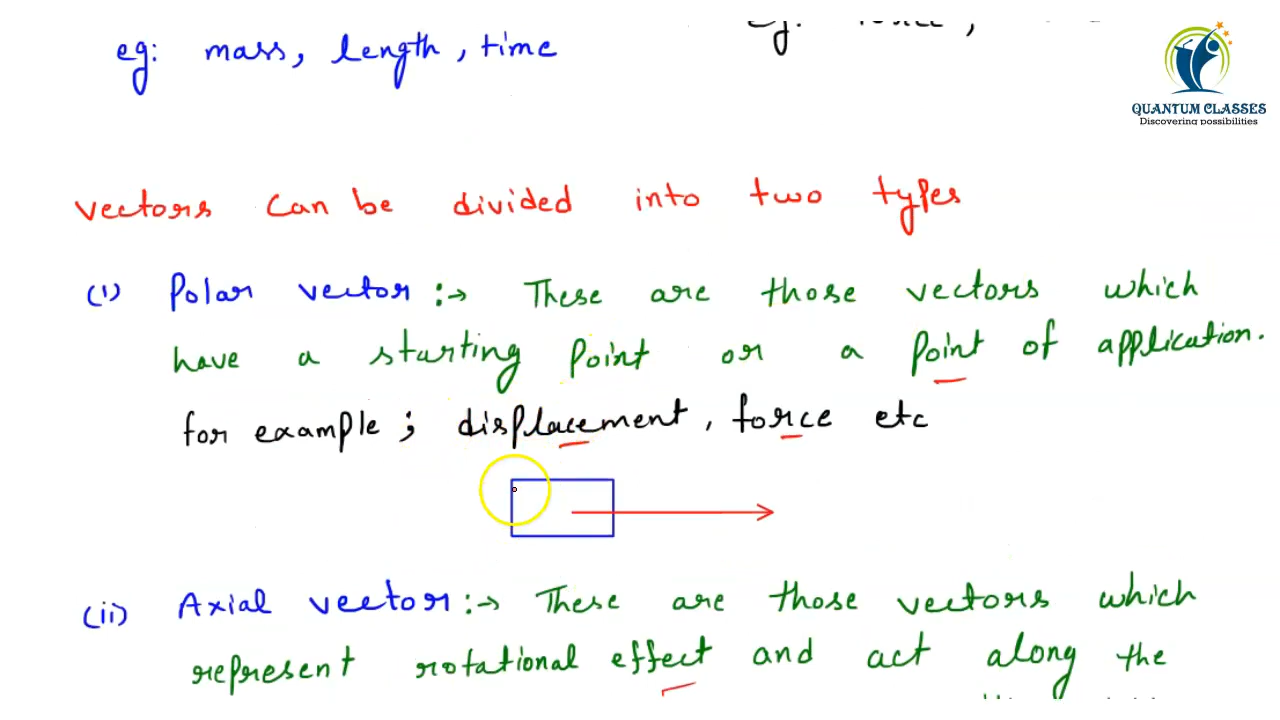 eg: mass, length, time
QUANTUM CLASSES
Discovering possibilities
vectors can be divided into two types
(i) Polar vector :→ These are those vectors which
have a starting point or a point of application.
for example ; displacement, force etc
(ii) Axial vector :→ These are those vectors which
represent rotational effect and act along the